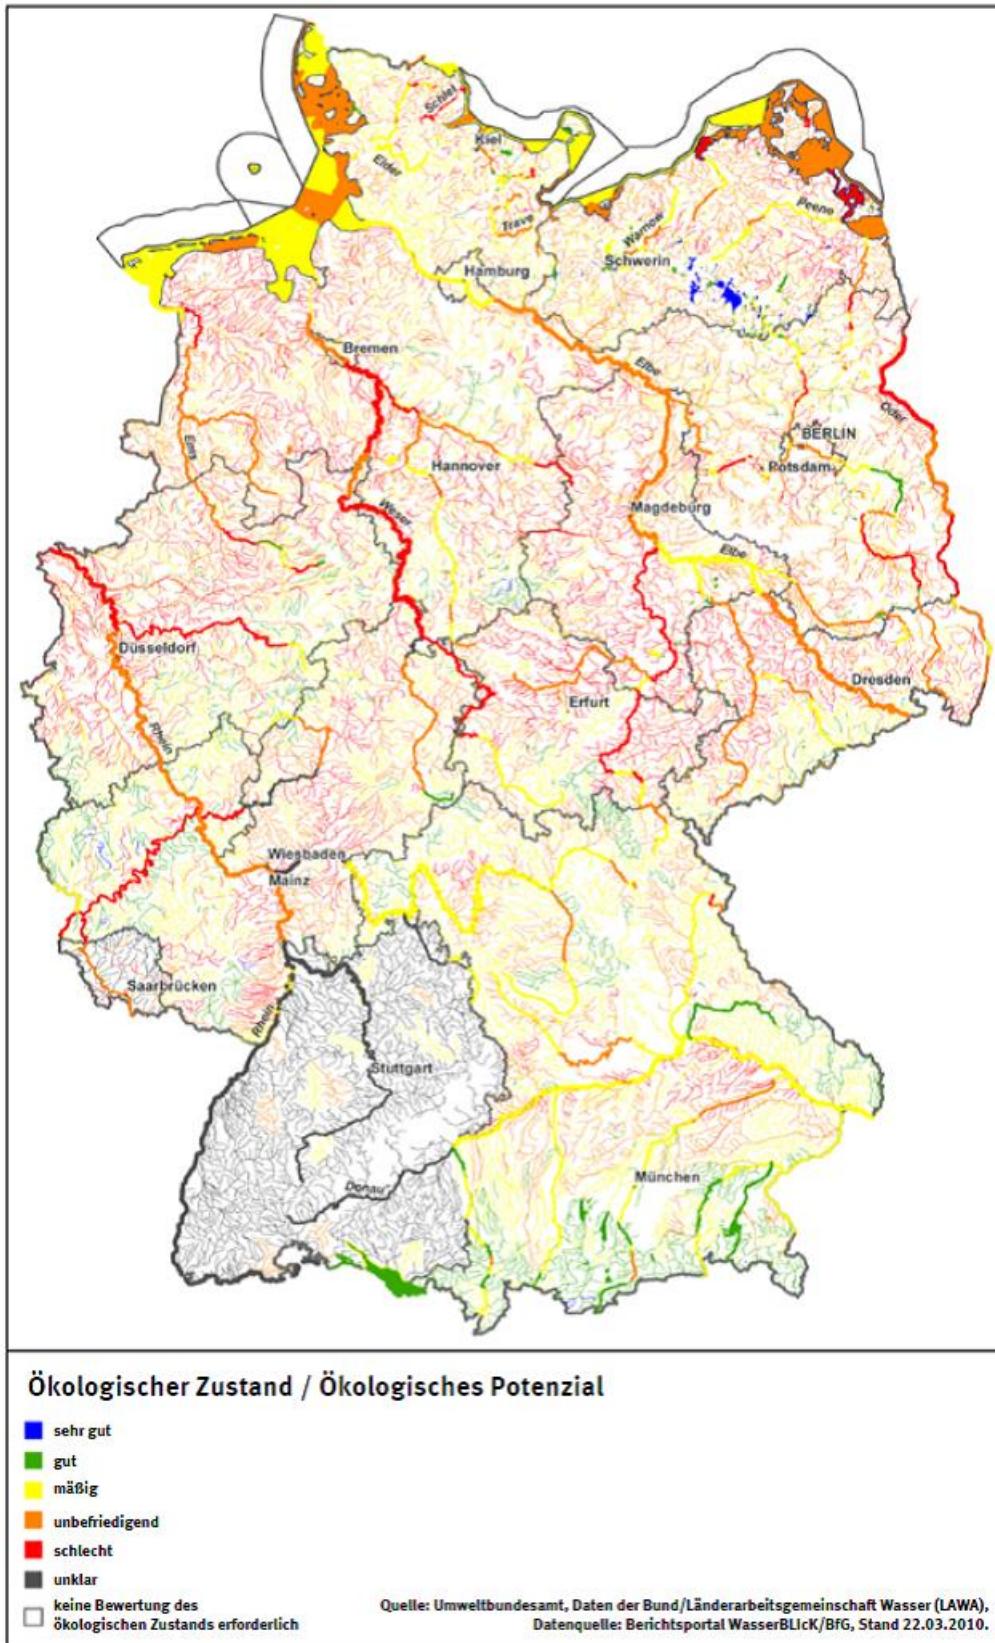 Schlei
Kiel
Eider
Trave
Warnow
Peene
Schwerin
Hamburg
Bremen
Elbe
Oder
BERLIN
Ems
Hannover
Potsdam
Weser
Magdeburg
Elbe
Düsseldorf
Dresden
Erfurt
Rhein
Wiesbaden
Mainz
Saarbrücken
Rhein
Stuttgart
München
Donau
Ökologischer Zustand / Ökologisches Potenzial
sehr gut
gut
mäßig
unbefriedigend
schlecht
unklar
keine Bewertung des
ökologischen Zustands erforderlich
Quelle: Umweltbundesamt, Daten der Bund/Länderarbeitsgemeinschaft Wasser (LAWA),
Datenquelle: Berichtsportal WasserBLIcK/BfG, Stand 22.03.2010.